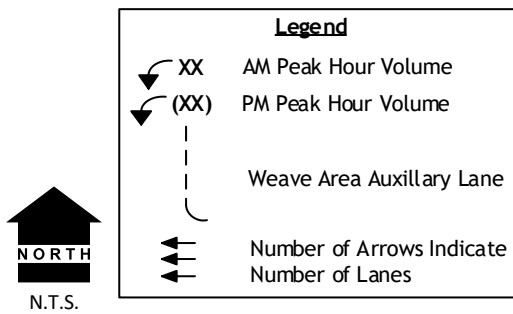 Legend
XX AM Peak Hour Volume
(XX) PM Peak Hour Volume
Weave Area Auxillary Lane
Number of Arrows Indicate
Number of Lanes
NORTH
N.T.S.